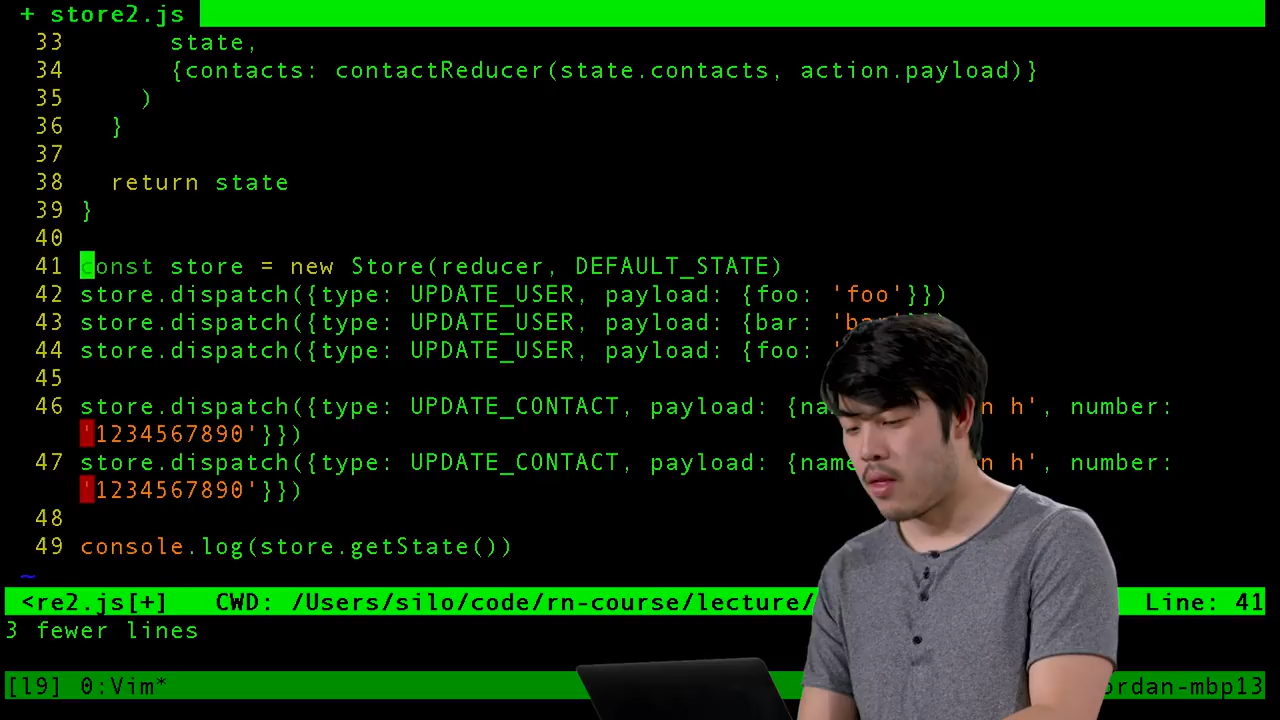 + store2.js
33 state,
34 {contacts: contactReducer(state.contacts, action.payload)}
35 )
36 }
37
38 return state
39 }
40
41 const store = new Store(reducer, DEFAULT_STATE)
42 store.dispatch({type: UPDATE_USER, payload: {foo: 'foo'}})
43 store.dispatch({type: UPDATE_USER, payload: {bar:
44 store.dispatch({type: UPDATE_USER, payload: {foo:
45
46 store.dispatch({type: UPDATE_CONTACT, payload: { n h', number:
'1234567890'}})
47 store.dispatch({type: UPDATE_CONTACT, payload: {name n h', number:
'1234567890'}})
48
49 console.log(store.getState())
~
<re2.js[+] CWD: /Users/silo/code/rn-course/lecture/ Line: 41
3 fewer lines
[l9] 0:Vim* ordan-mbp13